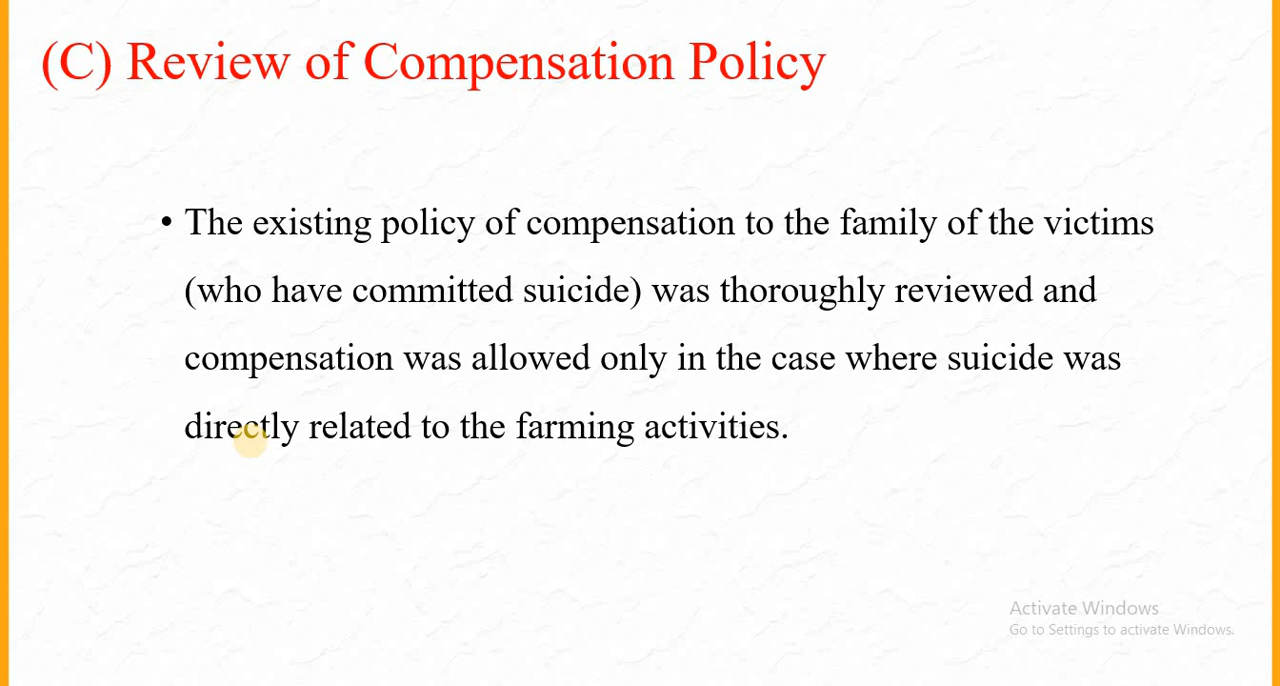 (C) Review of Compensation Policy
• The existing policy of compensation to the family of the victims
(who have committed suicide) was thoroughly reviewed and
compensation was allowed only in the case where suicide was
directly related to the farming activities.
Activate Windows
Go to Settings to activate Windows.